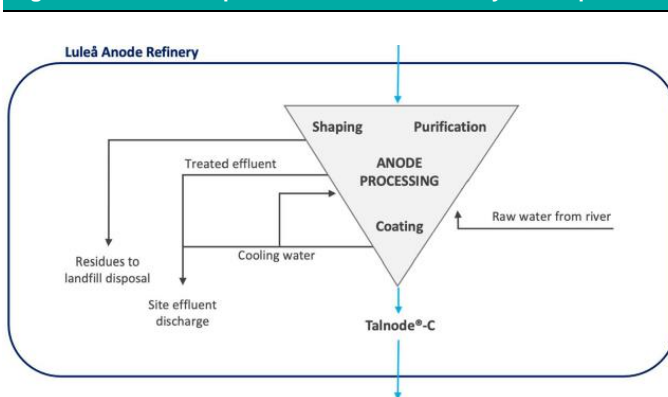 Luleå Anode Refinery
Shaping
Purification
Treated effluent
ANODE
PROCESSING
Raw water from river
Coating
Cooling water
Residues to
landfill disposal
Site effluent
discharge
Talnode®-C